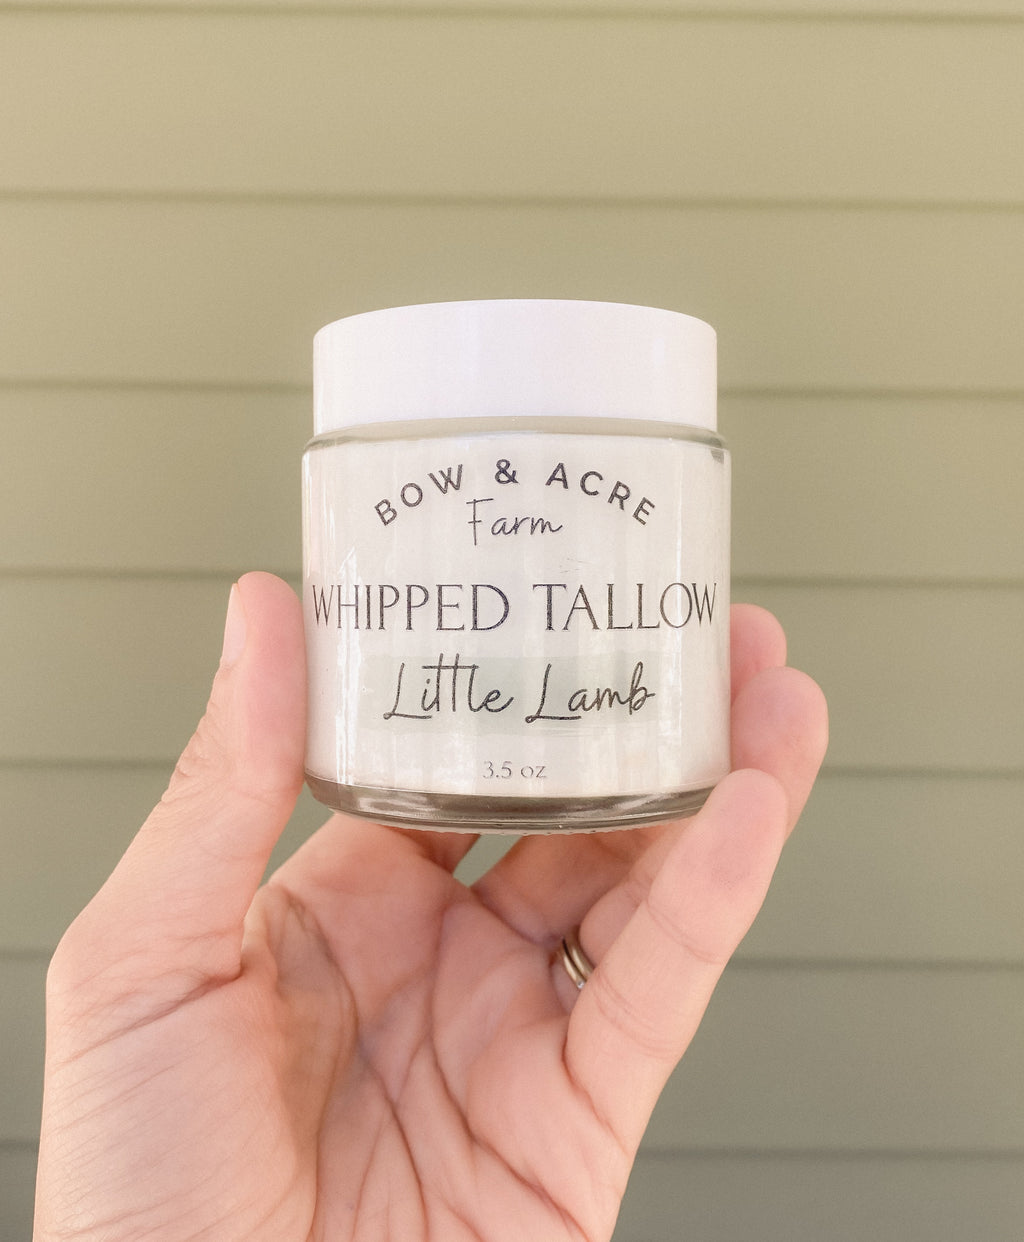 BOW & ACRE
Farm
WHIPPED TALLOW
Little Lamb
3.5 oz